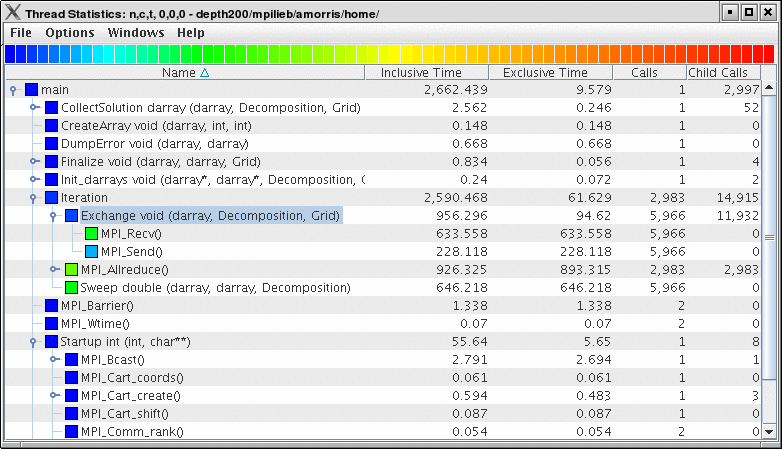 Thread Statistics: n,c,t, 0,0,0 - depth200/mpilieb/amorris/home/
File Options Windows Help
Name Inclusive Time Exclusive Time Calls Child Calls
main 2,662.439 9.579 1 2,997
CollectSolution darray (darray, Decomposition, Grid) 2.562 0.246 1 52
CreateArray void (darray, int, int) 0.148 0.148 1 0
DumpError void (darray, darray) 0.668 0.668 1 0
Finalize void (darray, darray, Grid) 0.834 0.056 1 4
Init_darrays void (darray*, darray*, Decomposition, ( 0.24 0.072 1 2
Iteration 2,590.468 61.629 2,983 14,915
Exchange void (darray, Decomposition, Grid) 956.296 94.62 5,966 11,932
MPI_Recv() 633.558 633.558 5,966 0
MPI_Send() 228.118 228.118 5,966 0
MPI_Allreduce() 926.325 893.315 2,983 2,983
Sweep double (darray, darray, Decomposition) 646.218 646.218 5,966 0
MPI_Barrier() 1.338 1.338 2 0
MPI_Wtime() 0.07 0.07 2 0
Startup int (int, char**) 55.64 5.65 1 8
MPI_Bcast() 2.791 2.694 1 1
MPI_Cart_coords() 0.061 0.061 1 0
MPI_Cart_create() 0.594 0.483 1 3
MPI_Cart_shift() 0.087 0.087 1 0
MPI_Comm_rank() 0.054 0.054 2 0